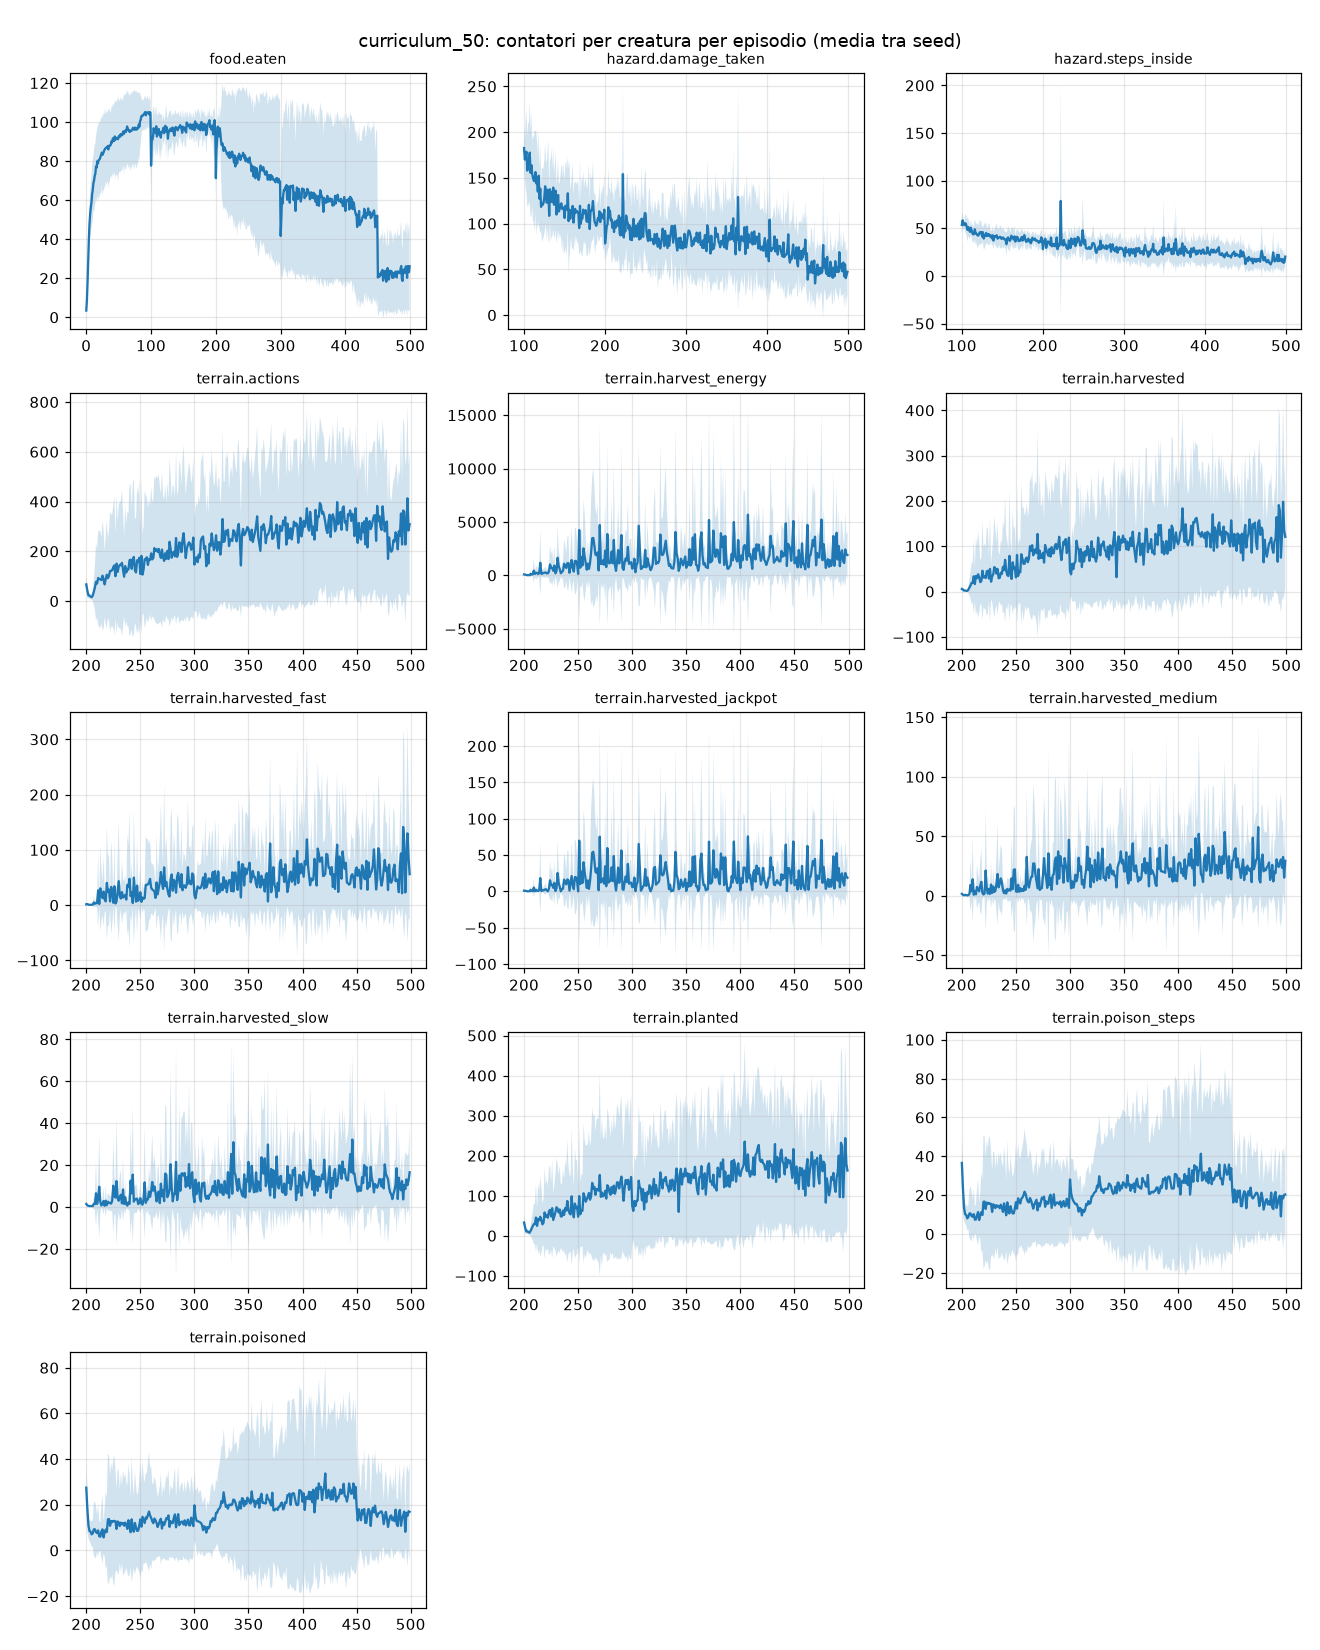 curriculum_50: contatori per creatura per episodio (media tra seed)
food.eaten
120
100
80
60
40
20
0
0 100 200 300 400 500
hazard.damage_taken
250
200
150
100
50
0
100 200 300 400 500
hazard.steps_inside
200
150
100
50
0
−50
100 200 300 400 500
terrain.actions
800
600
400
200
0
200 250 300 350 400 450 500
terrain.harvest_energy
15000
10000
5000
0
−5000
200 250 300 350 400 450 500
terrain.harvested
400
300
200
100
0
−100
200 250 300 350 400 450 500
terrain.harvested_fast
300
200
100
0
−100
200 250 300 350 400 450 500
terrain.harvested_jackpot
200
150
100
50
0
−50
−100
200 250 300 350 400 450 500
terrain.harvested_medium
150
100
50
0
−50
200 250 300 350 400 450 500
terrain.harvested_slow
80
60
40
20
0
−20
200 250 300 350 400 450 500
terrain.planted
500
400
300
200
100
0
−100
200 250 300 350 400 450 500
terrain.poison_steps
100
80
60
40
20
0
−20
200 250 300 350 400 450 500
terrain.poisoned
80
60
40
20
0
−20
200 250 300 350 400 450 500